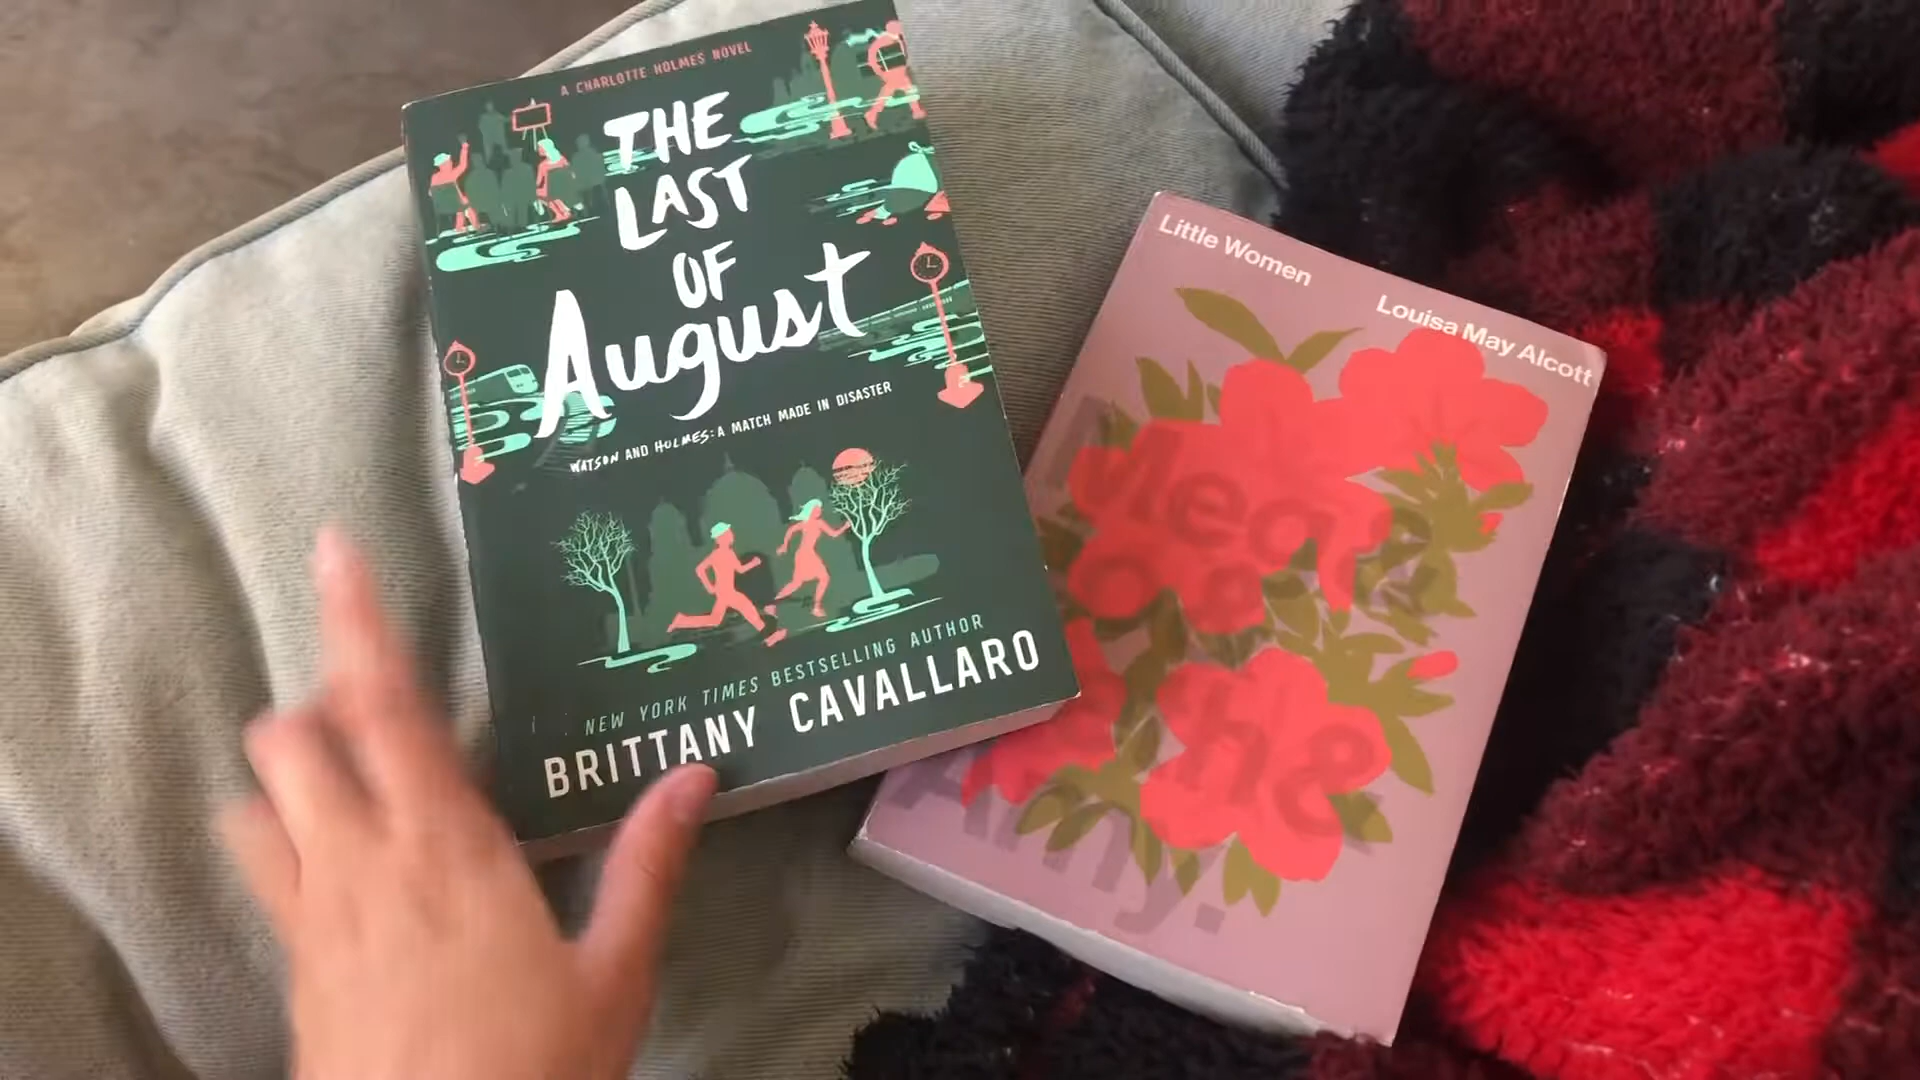 A CHARLOTTE HOLMES NOVEL
THE
LAST
OF
August
WATSON AND HOLMES: A MATCH MADE IN DISASTER
NEW YORK TIMES BESTSELLING AUTHOR
BRITTANY CAVALLARO
Little Women
Louisa May Alcott
Amy.